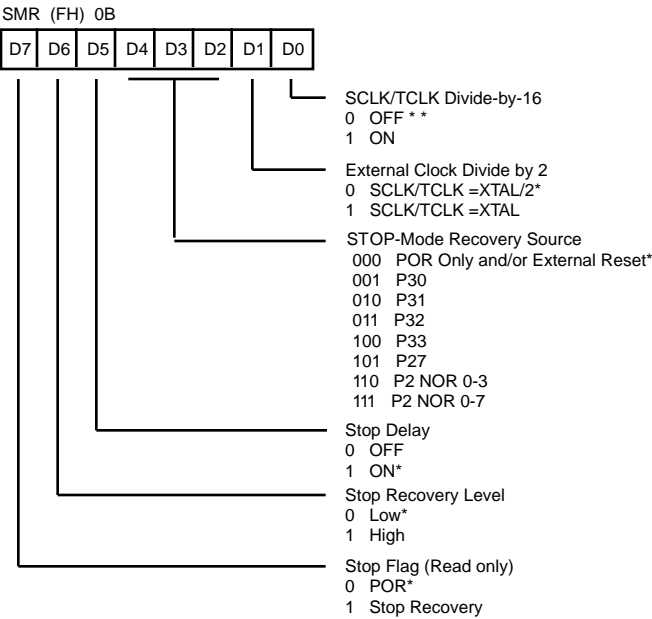 SMR (FH) 0B
D7 D6 D5 D4 D3 D2 D1 D0
SCLK/TCLK Divide-by-16
0 OFF * *
1 ON
External Clock Divide by 2
0 SCLK/TCLK =XTAL/2*
1 SCLK/TCLK =XTAL
STOP-Mode Recovery Source
000 POR Only and/or External Reset*
001 P30
010 P31
011 P32
100 P33
101 P27
110 P2 NOR 0-3
111 P2 NOR 0-7
Stop Delay
0 OFF
1 ON*
Stop Recovery Level
0 Low*
1 High
Stop Flag (Read only)
0 POR*
1 Stop Recovery